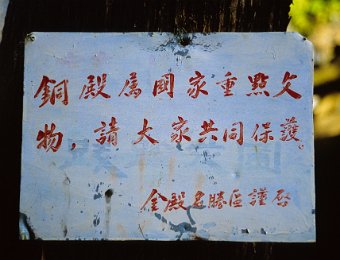 銅殿属國家重點文
物，請大家共同保護。
金殿名勝區謹啓